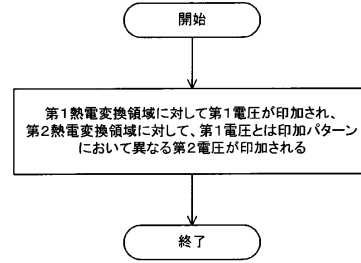 開始
第1熱電変換領域に対して第1電圧が印加され、
第2熱電変換領域に対して、第1電圧とは印加パターン
において異なる第2電圧が印加される
終了